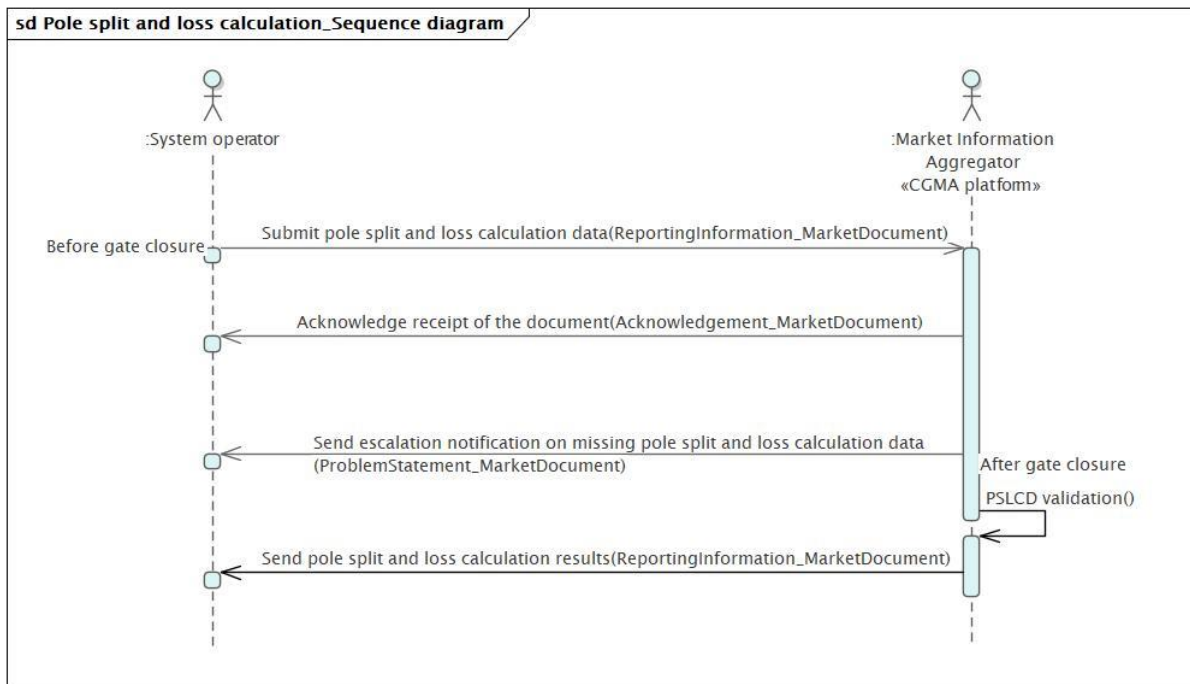 sd Pole split and loss calculation_Sequence diagram
:System operator
:Market Information
Aggregator
«CGMA platform»
Before gate closure
Submit pole split and loss calculation data(ReportingInformation_MarketDocument)
Acknowledge receipt of the document(Acknowledgement_MarketDocument)
Send escalation notification on missing pole split and loss calculation data
(ProblemStatement_MarketDocument)
After gate closure
PSLCD validation()
Send pole split and loss calculation results(ReportingInformation_MarketDocument)